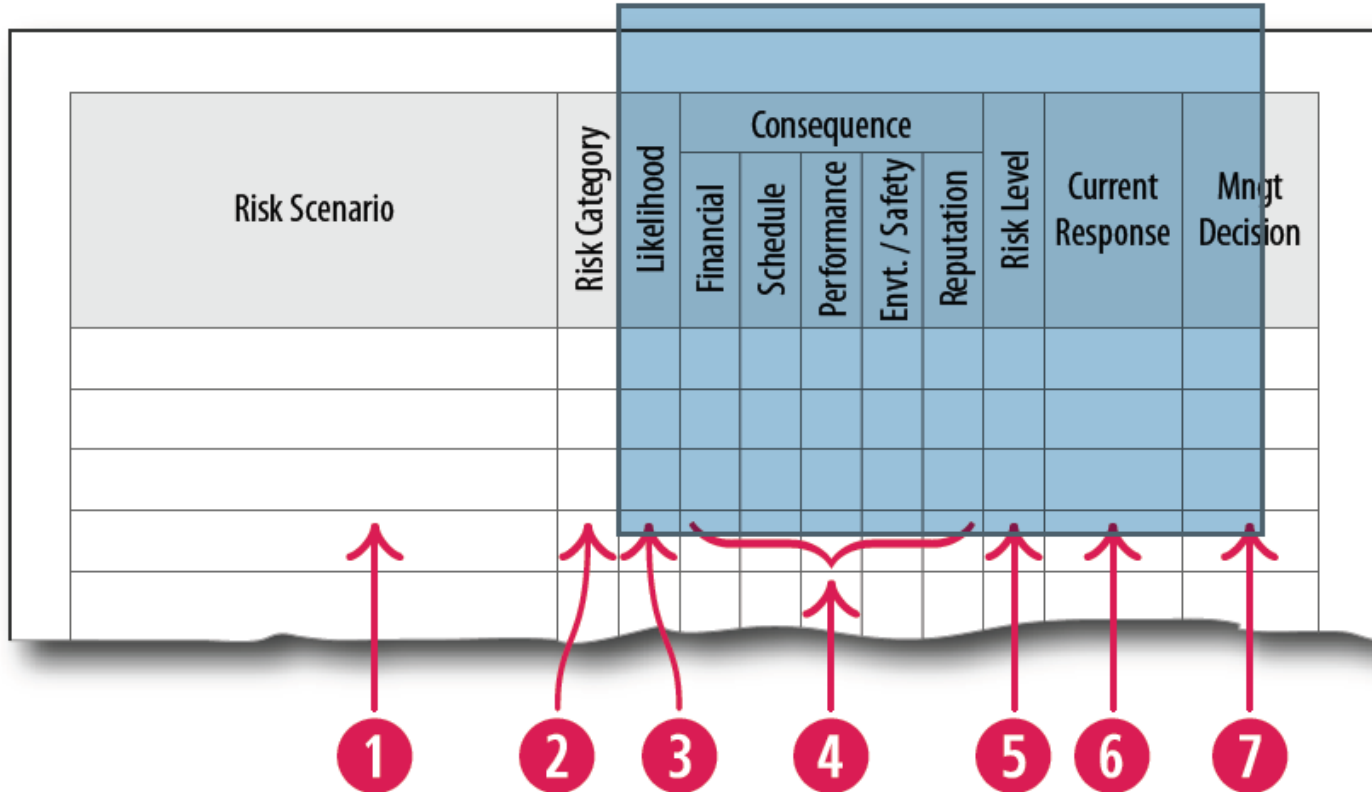 Risk Scenario
Risk Category
Likelihood
Consequence
Financial
Schedule
Performance
Envt. / Safety
Reputation
Risk Level
Current
Response
Mngt
Decision
1 2 3 4 5 6 7